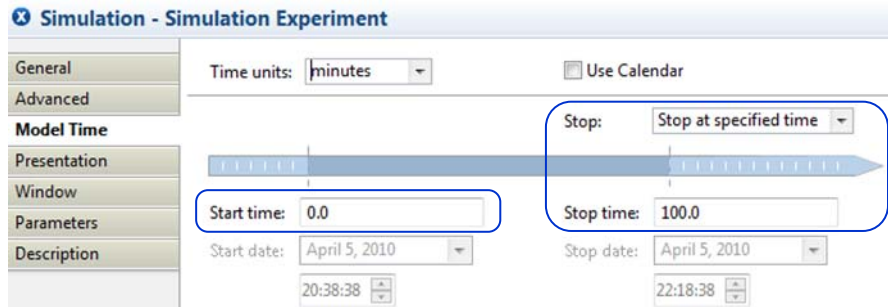 Simulation - Simulation Experiment
General
Advanced
Model Time
Presentation
Window
Parameters
Description
Time units: minutes
Use Calendar
Stop: Stop at specified time
Start time: 0.0
Stop time: 100.0
Start date: April 5, 2010
Stop date: April 5, 2010
20:38:38
22:18:38